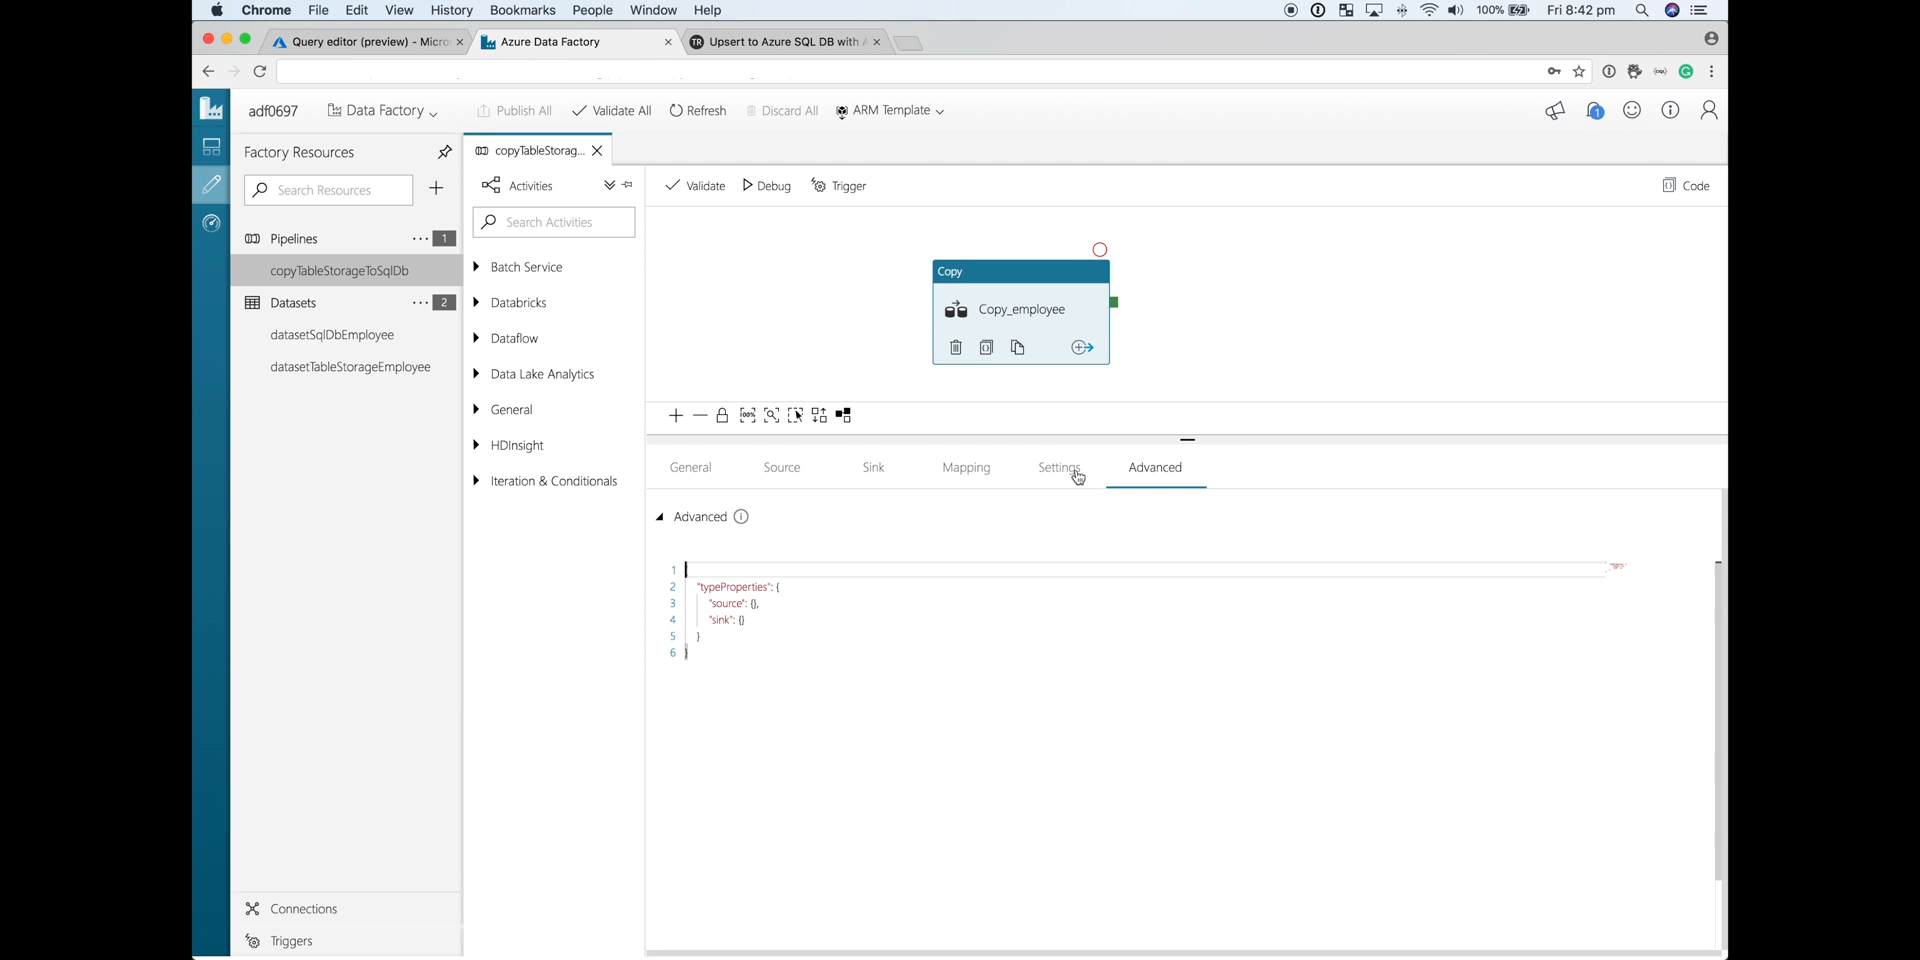 Chrome File Edit View History Bookmarks People Window Help 100% Fri 8:42 pm
Query editor (preview) - Micro Azure Data Factory Upsert to Azure SQL DB with
adf0697 Data Factory Publish All Validate All Refresh Discard All ARM Template 1
Factory Resources
Search Resources
Pipelines ... 1
copyTableStorageToSqlDb
Datasets ... 2
datasetSqlDbEmployee
datasetTableStorageEmployee
Connections
Triggers
copyTableStorag...
Activities
Search Activities
Batch Service
Databricks
Dataflow
Data Lake Analytics
General
HDInsight
Iteration & Conditionals
Validate Debug Trigger Code
Copy
Copy_employee
100%
General Source Sink Mapping Settings Advanced
Advanced
1
2 "typeProperties": {
3 "source": {},
4 "sink": {}
5 }
6 }